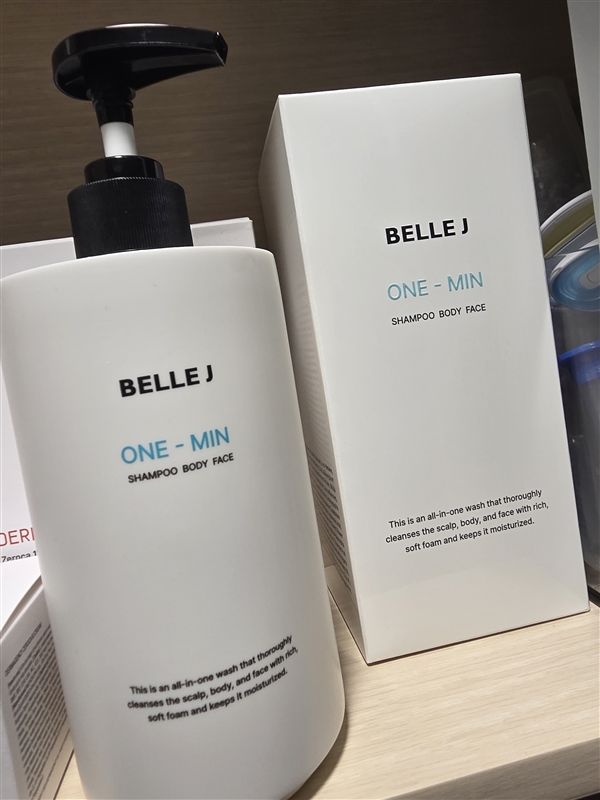 BELLE J
ONE - MIN
SHAMPOO BODY FACE
This is an all-in-one wash that thoroughly
cleanses the scalp, body, and face with rich,
soft foam and keeps it moisturized.
BELLE J
ONE - MIN
SHAMPOO BODY FACE
This is an all-in-one wash that thoroughly
cleanses the scalp, body, and face with rich,
soft foam and keeps it moisturized.